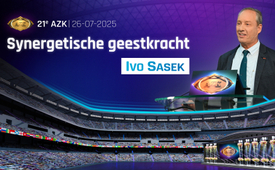 21e AZK | 26-07-2025
Synergetische geestkracht
Ivo Sasek